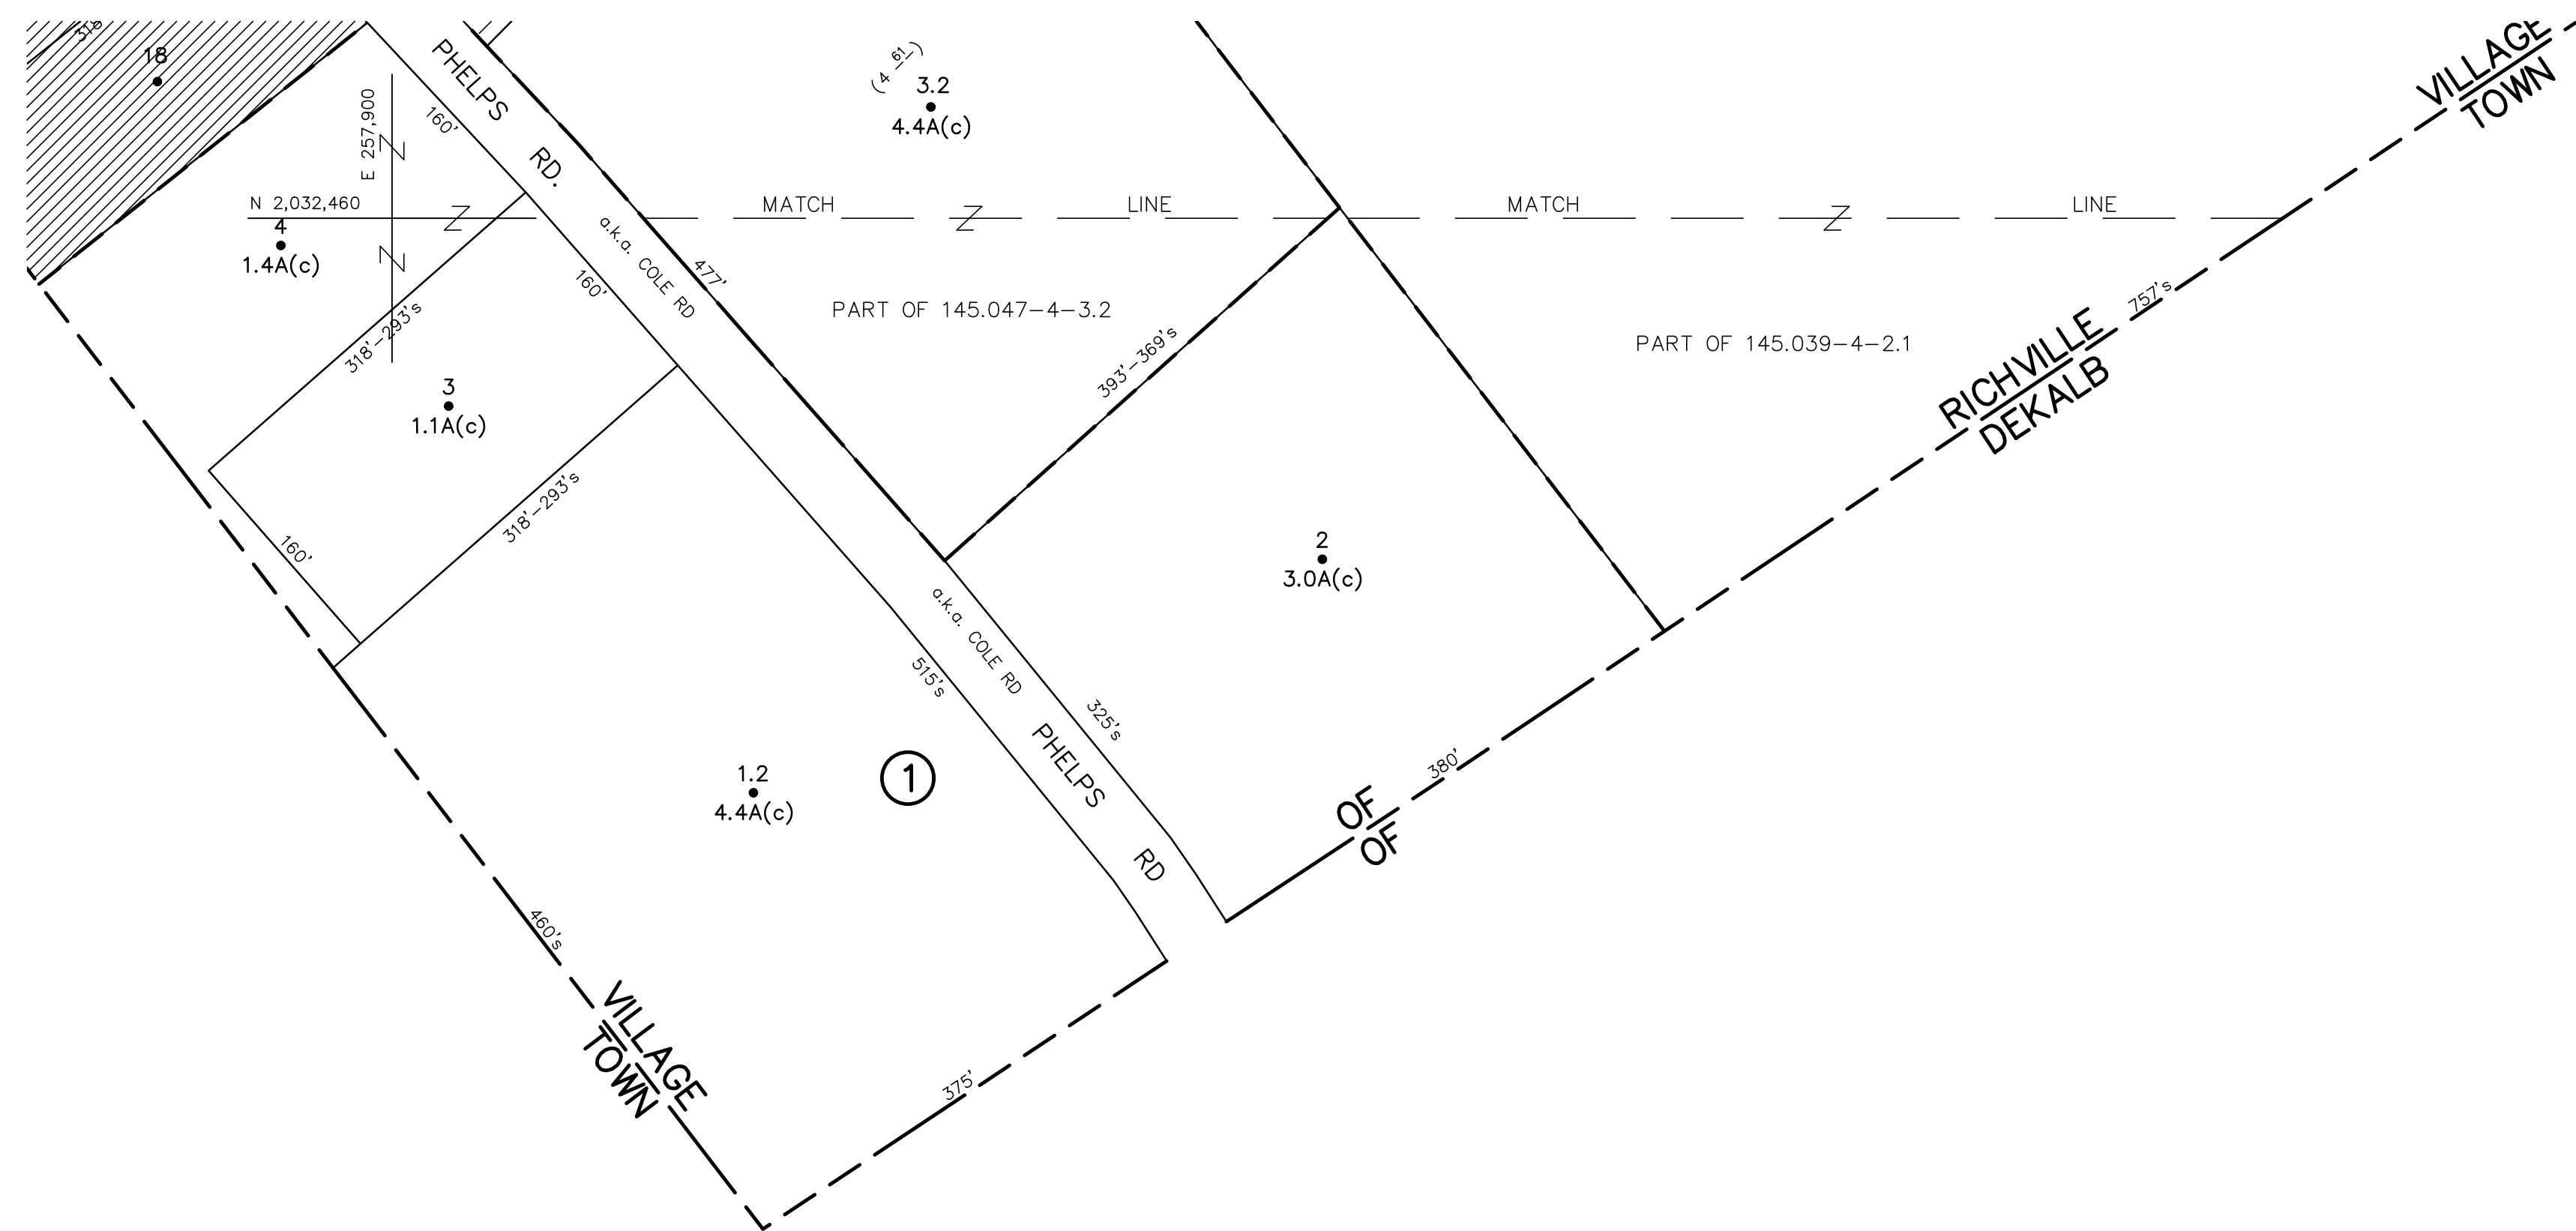 18
PHELPS
RD.
160'
E 257,900
N 2,032,460
4
1.4A(c)
(4 61)
3.2
4.4A(c)
VILLAGE
TOWN
MATCH
LINE
MATCH
LINE
a.k.a. COLE RD
477'
160'
318'-293's
3
1.1A(c)
PART OF 145.047-4-3.2
393'-369's
PART OF 145.039-4-2.1
757's
RICHVILLE
DEKALB
318'-293's
160'
2
3.0A(c)
a.k.a. COLE RD
515's
325's
PHELPS
RD
1.2
4.4A(c)
1
380'
OF
OF
460's
VILLAGE
TOWN
375'